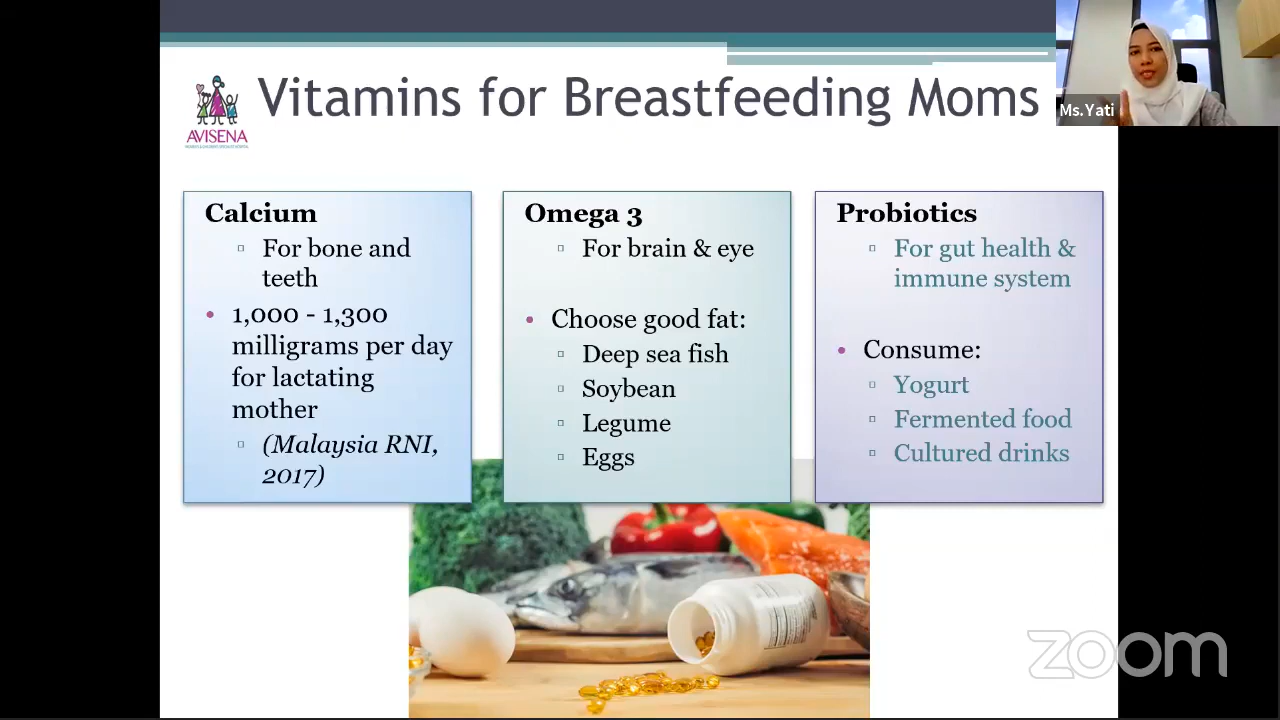 Vitamins for Breastfeeding Moms
AVISENA
Ms.Yati
Calcium
▫ For bone and
teeth
• 1,000 - 1,300
milligrams per day
for lactating
mother
▫ (Malaysia RNI,
2017)
Omega 3
▫ For brain & eye
• Choose good fat:
▫ Deep sea fish
▫ Soybean
▫ Legume
▫ Eggs
Probiotics
▫ For gut health &
immune system
• Consume:
▫ Yogurt
▫ Fermented food
▫ Cultured drinks
zoom